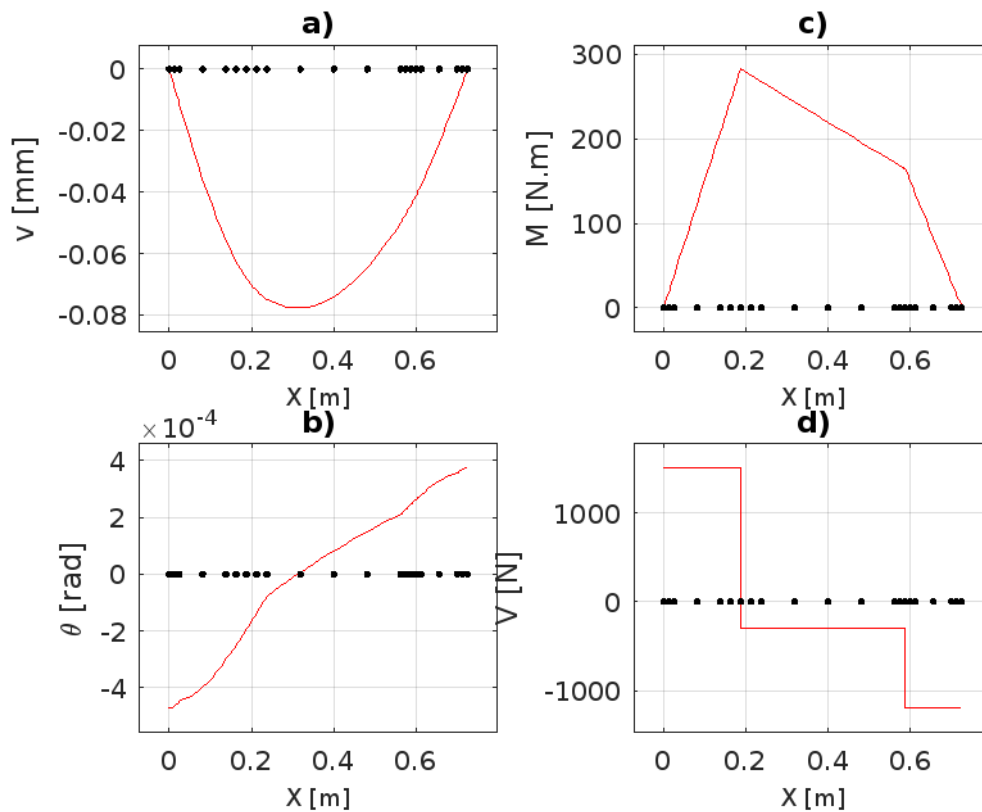 a)
0
-0.02
-0.04
-0.06
-0.08
v [mm]
0 0.2 0.4 0.6
X [m]
c)
300
200
100
0
M [N.m]
0 0.2 0.4 0.6
X [m]
b)
×10⁻⁴
4
2
0
-2
-4
θ [rad]
0 0.2 0.4 0.6
X [m]
d)
1000
0
-1000
V [N]
0 0.2 0.4 0.6
X [m]